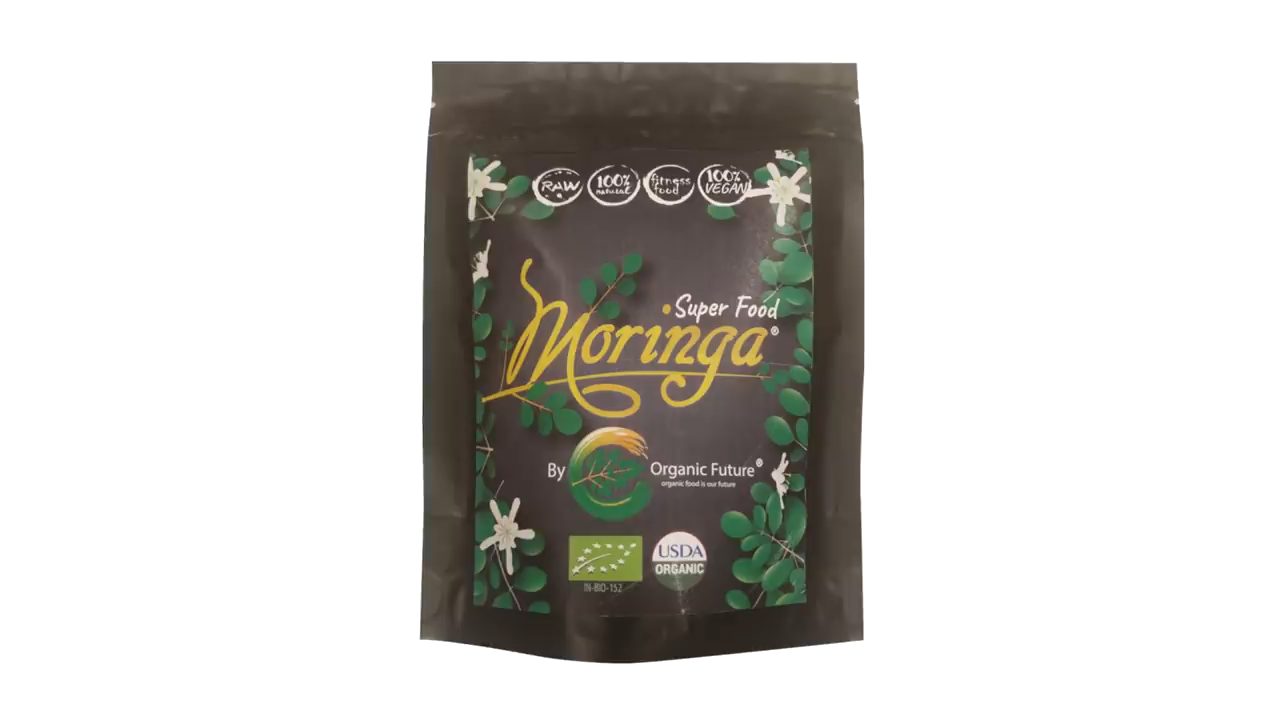 RAW
100% natural
fitness food
100% VEGAN
Super Food
Moringa®
By Organic Future®
organic food is our future
USDA ORGANIC
IN-BIO-152